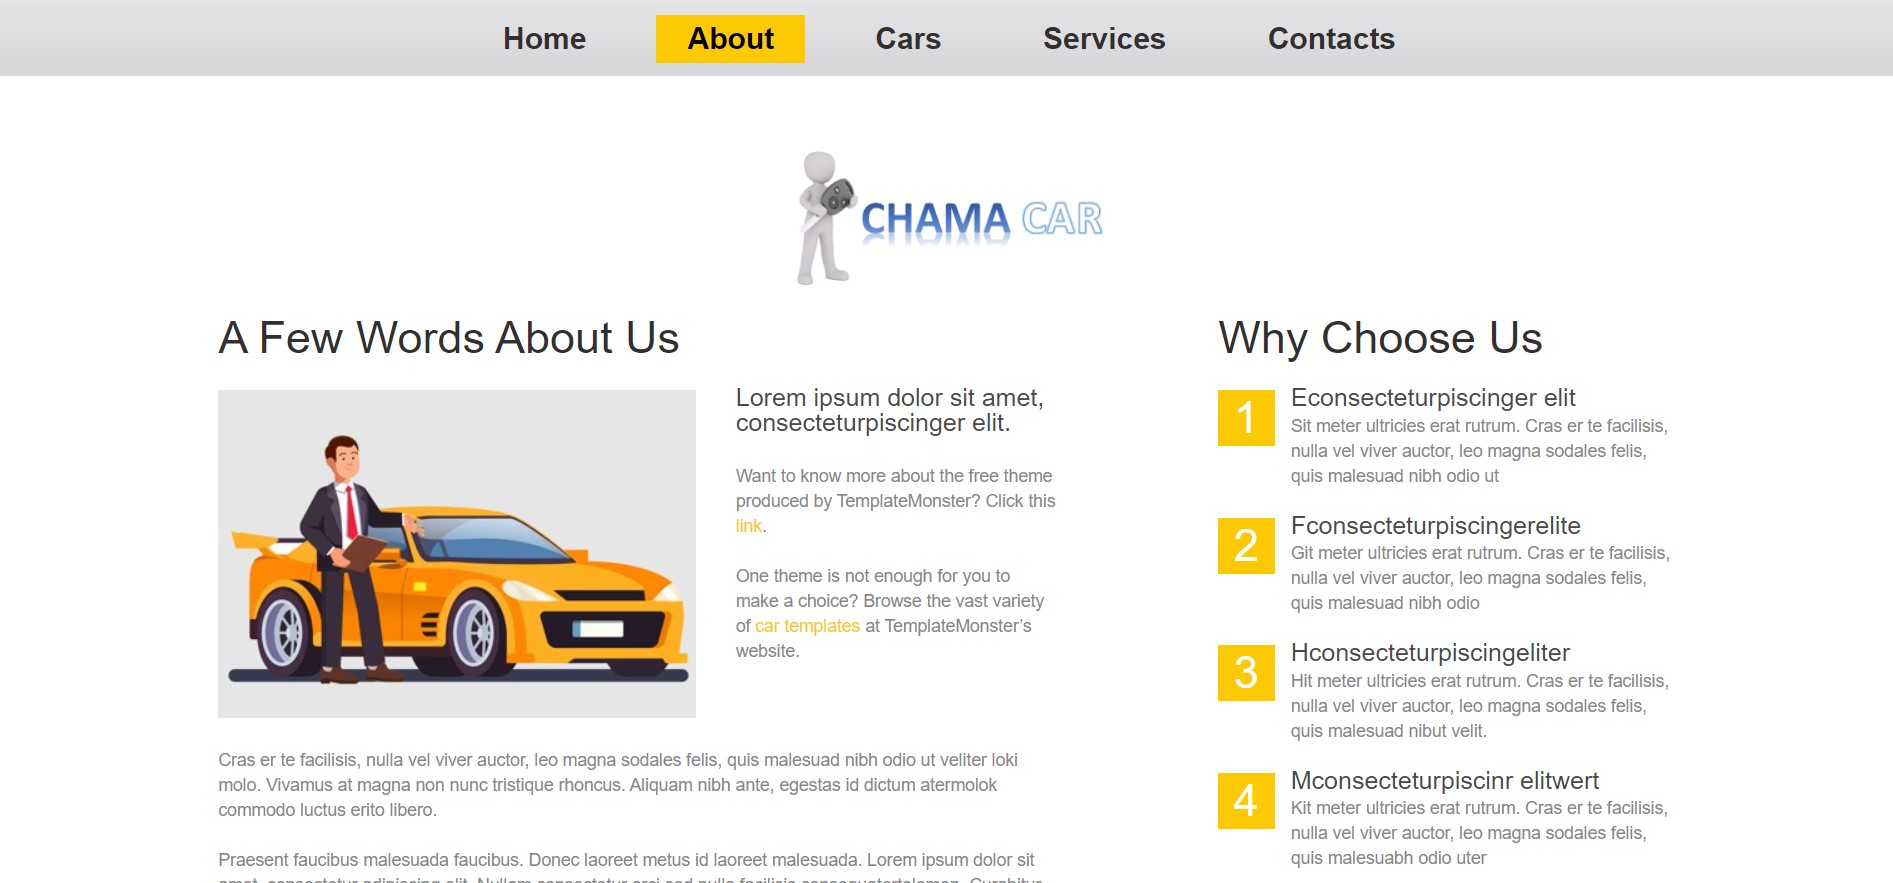 Home
About
Cars
Services
Contacts
CHAMA CAR
A Few Words About Us
Lorem ipsum dolor sit amet,
consecteturpiscinger elit.
Want to know more about the free theme
produced by TemplateMonster? Click this
link.
One theme is not enough for you to
make a choice? Browse the vast variety
of car templates at TemplateMonster’s
website.
Cras er te facilisis, nulla vel viver auctor, leo magna sodales felis, quis malesuad nibh odio ut veliter loki
molo. Vivamus at magna non nunc tristique rhoncus. Aliquam nibh ante, egestas id dictum atermolok
commodo luctus erito libero.
Praesent faucibus malesuada faucibus. Donec laoreet metus id laoreet malesuada. Lorem ipsum dolor sit
Why Choose Us
1
Econsecteturpiscinger elit
Sit meter ultricies erat rutrum. Cras er te facilisis,
nulla vel viver auctor, leo magna sodales felis,
quis malesuad nibh odio ut
2
Fconsecteturpiscingerelite
Git meter ultricies erat rutrum. Cras er te facilisis,
nulla vel viver auctor, leo magna sodales felis,
quis malesuad nibh odio
3
Hconsecteturpiscingeliter
Hit meter ultricies erat rutrum. Cras er te facilisis,
nulla vel viver auctor, leo magna sodales felis,
quis malesuad nibut velit.
4
Mconsecteturpiscinr elitwert
Kit meter ultricies erat rutrum. Cras er te facilisis,
nulla vel viver auctor, leo magna sodales felis,
quis malesuabh odio uter